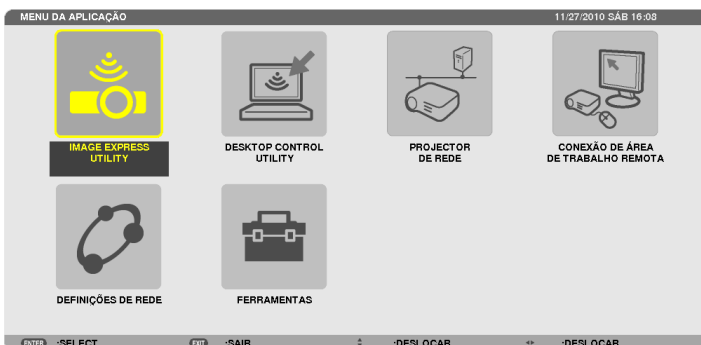 MENU DA APLICAÇÃO 11/27/2010 SÁB 16:08
IMAGE EXPRESS
UTILITY
DESKTOP CONTROL
UTILITY
PROJECTOR
DE REDE
CONEXÃO DE ÁREA
DE TRABALHO REMOTA
DEFINIÇÕES DE REDE
FERRAMENTAS
ENTER :SELECT EXIT :SAIR :DESLOCAR :DESLOCAR